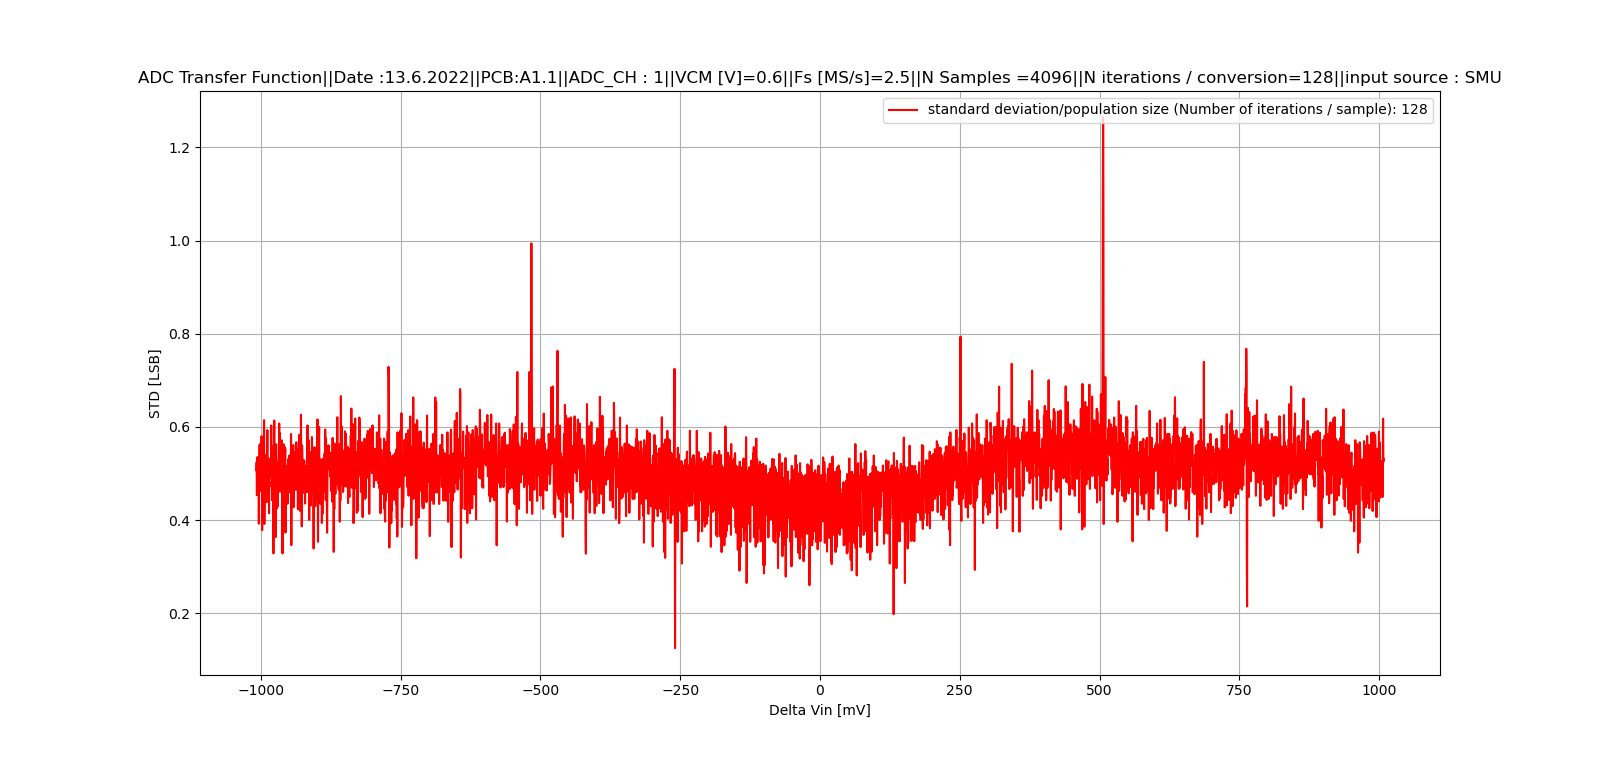 ADC Transfer Function||Date :13.6.2022||PCB:A1.1||ADC_CH : 1||VCM [V]=0.6||Fs [MS/s]=2.5||N Samples =4096||N iterations / conversion=128||input source : SMU
standard deviation/population size (Number of iterations / sample): 128
STD [LSB]
1.2
1.0
0.8
0.6
0.4
0.2
−1000 −750 −500 −250 0 250 500 750 1000
Delta Vin [mV]